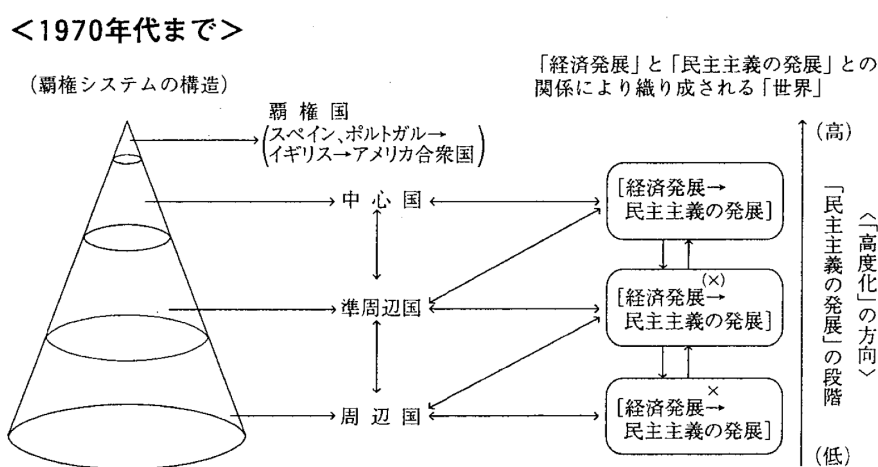 ＜1970年代まで＞
(覇権システムの構造)
「経済発展」と「民主主義の発展」との
関係により織り成される「世界」
覇権国
(スペイン、ポルトガル→
イギリス→アメリカ合衆国)
中心国
準周辺国
周辺国
[経済発展→
民主主義の発展]
(×)
[経済発展→
民主主義の発展]
×
[経済発展→
民主主義の発展]
(高)
〈「高度化」の方向〉
「民主主義の発展」の段階
(低)